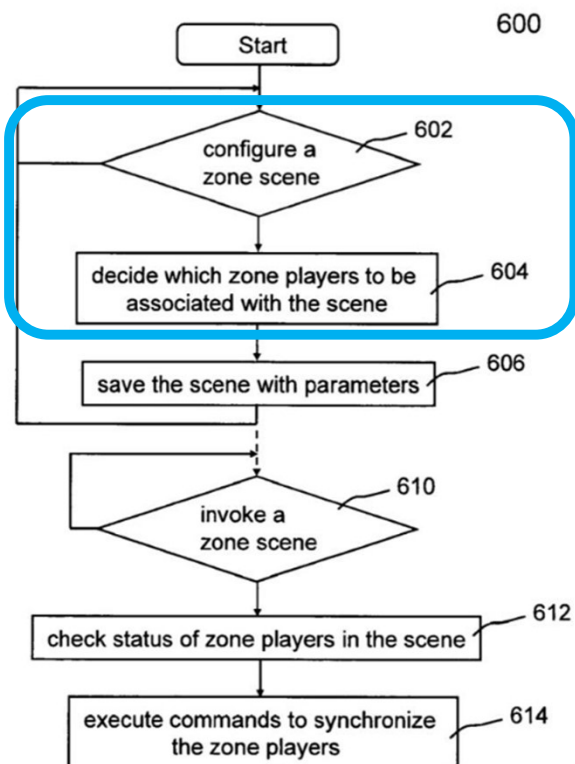 600
Start
602
configure a
zone scene
604
decide which zone players to be
associated with the scene
606
save the scene with parameters
610
invoke a
zone scene
612
check status of zone players in the scene
614
execute commands to synchronize
the zone players